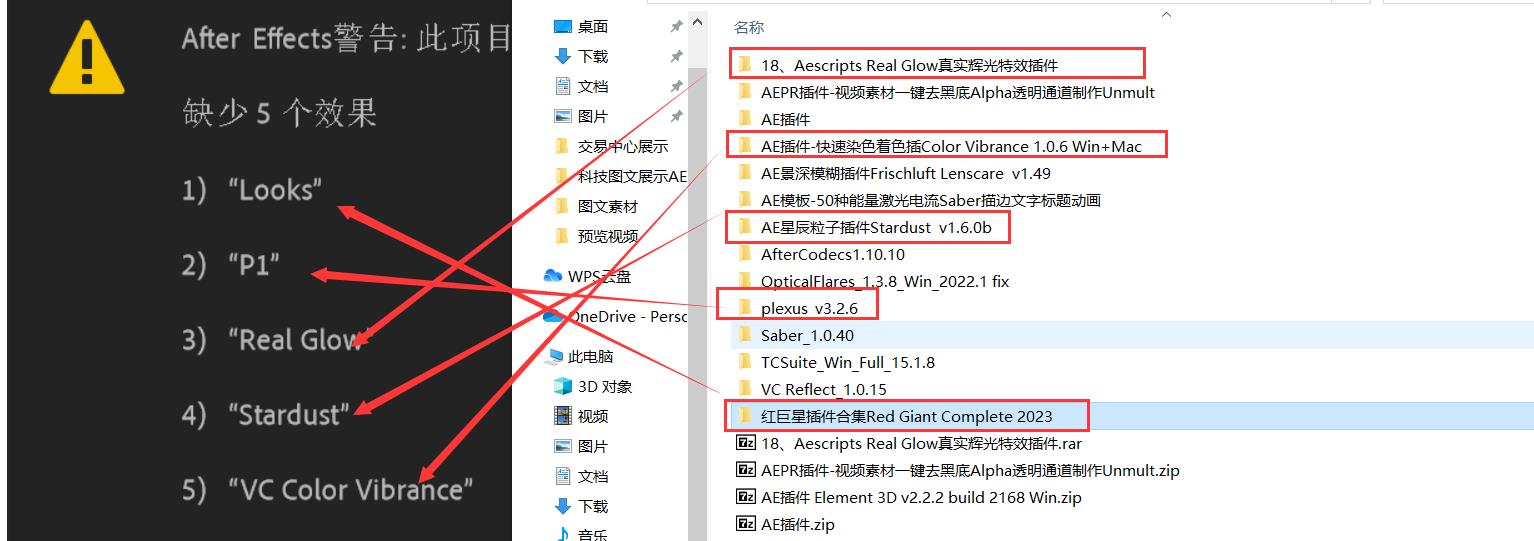 After Effects警告: 此项目
缺少 5 个效果
1) “Looks”
2) “P1”
3) “Real Glow”
4) “Stardust”
5) “VC Color Vibrance”
桌面
下载
文档
图片
交易中心展示
科技图文展示AE
图文素材
预览视频
WPS云盘
OneDrive - Perso
此电脑
3D 对象
视频
图片
文档
下载
音乐
名称
18、Aescripts Real Glow真实辉光特效插件
AEPR插件-视频素材一键去黑底Alpha透明通道制作Unmult
AE插件
AE插件-快速染色着色插Color Vibrance 1.0.6 Win+Mac
AE景深模糊插件Frischluft Lenscare v1.49
AE模板-50种能量激光电流Saber描边文字标题动画
AE星辰粒子插件Stardust v1.6.0b
AfterCodecs1.10.10
OpticalFlares_1.3.8_Win_2022.1 fix
plexus v3.2.6
Saber_1.0.40
TCSuite_Win_Full_15.1.8
VC Reflect_1.0.15
红巨星插件合集Red Giant Complete 2023
18、Aescripts Real Glow真实辉光特效插件.rar
AEPR插件-视频素材一键去黑底Alpha透明通道制作Unmult.zip
AE插件 Element 3D v2.2.2 build 2168 Win.zip
AE插件.zip